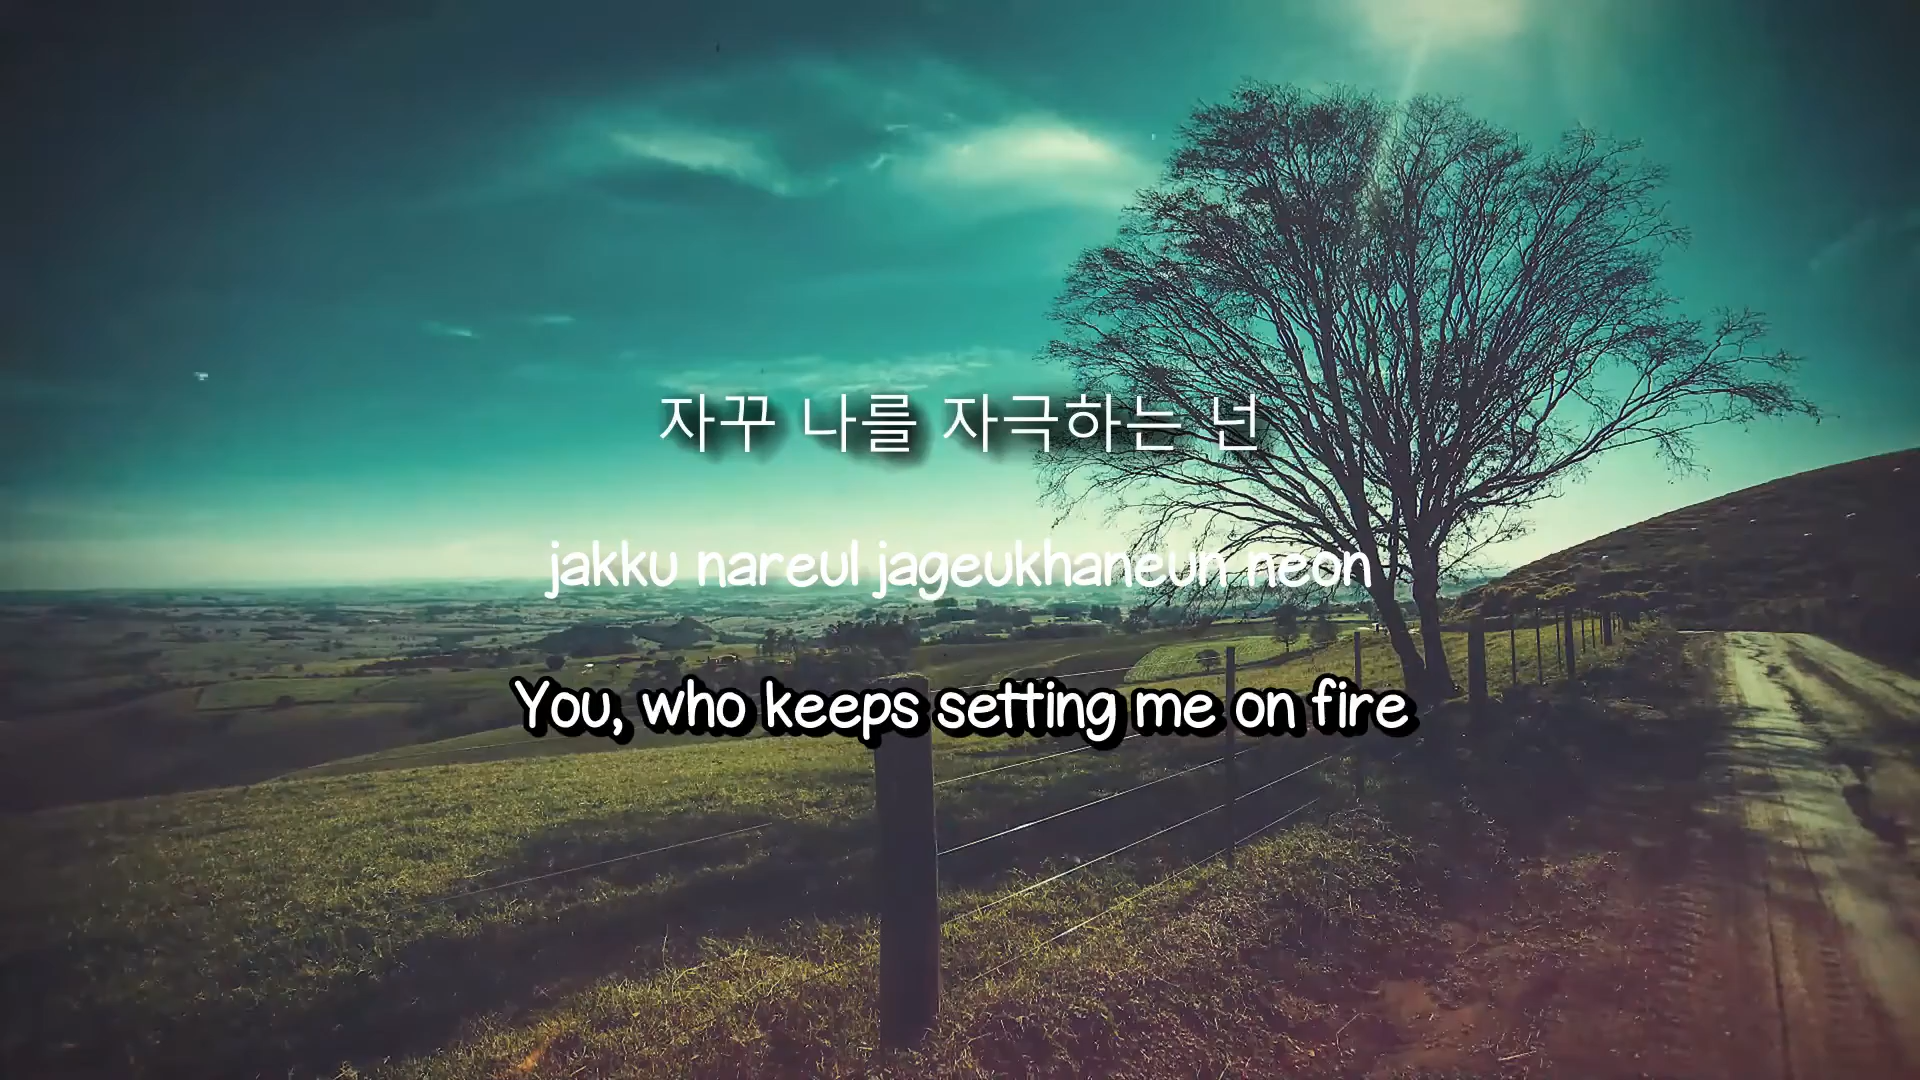 자꾸 나를 자극하는 넌
jakku nareul jageukhaneun neon
You, who keeps setting me on fire